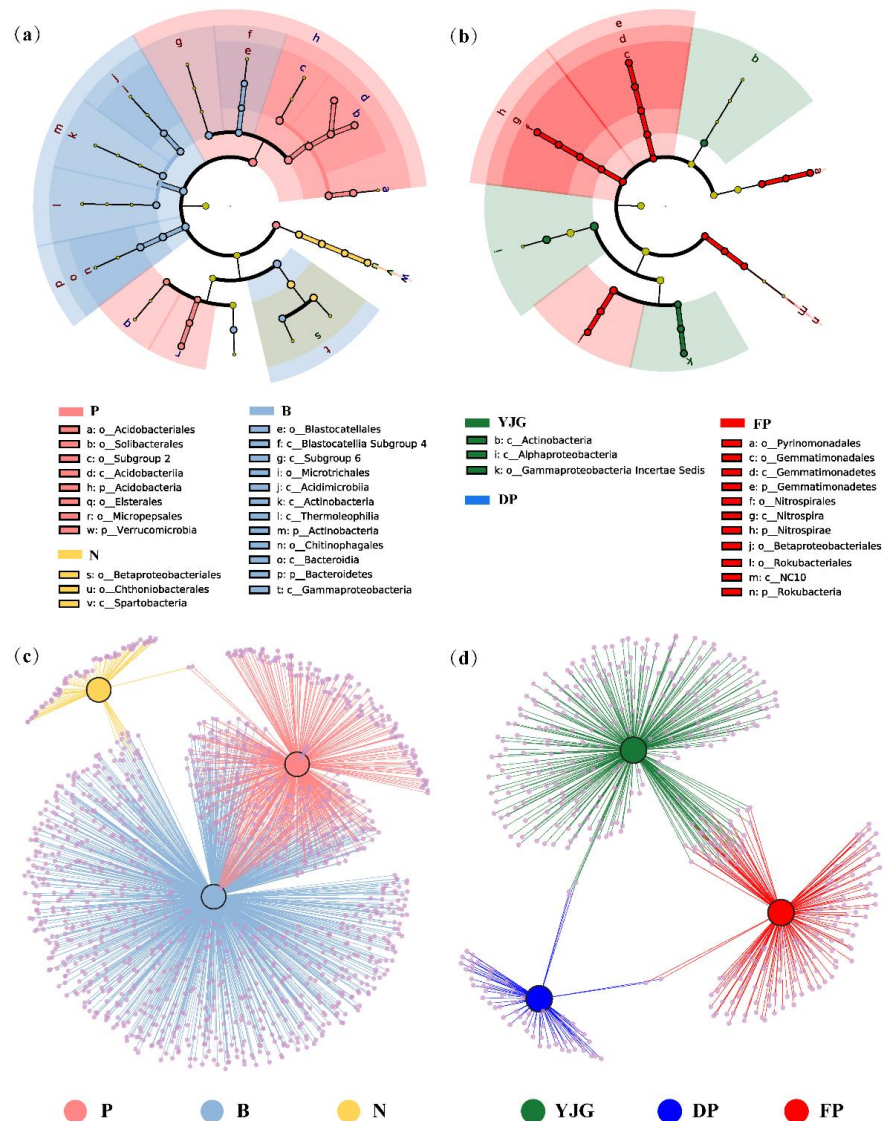 (a)
(b)
g
f
e
h
c
d
b
a
j
i
m
k
l
p
o
n
q
r
s
t
u
v
w
e
d
c
b
h
g
f
a
i
j
k
l
m
n
P
a: o__Acidobacteriales
b: o__Solibacterales
c: o__Subgroup 2
d: c__Acidobacteriia
h: p__Acidobacteria
q: o__Elsterales
r: o__Micropepsales
w: p__Verrucomicrobia
N
s: o__Betaproteobacteriales
u: o__Chthoniobacterales
v: c__Spartobacteria
B
e: o__Blastocatellales
f: c__Blastocatellia Subgroup 4
g: c__Subgroup 6
i: o__Microtrichales
j: c__Acidimicrobiia
k: c__Actinobacteria
l: c__Thermoleophilia
m: p__Actinobacteria
n: o__Chitinophagales
o: c__Bacteroidia
p: p__Bacteroidetes
t: c__Gammaproteobacteria
YJG
b: c__Actinobacteria
i: c__Alphaproteobacteria
k: o__Gammaproteobacteria Incertae Sedis
DP
FP
a: o__Pyrinomonadales
c: o__Gemmatimonadales
d: c__Gemmatimonadetes
e: p__Gemmatimonadetes
f: o__Nitrospirales
g: c__Nitrospira
h: p__Nitrospirae
j: o__Betaproteobacteriales
l: o__Rokubacteriales
m: c__NC10
n: p__Rokubacteria
(c)
(d)
P B N YJG DP FP